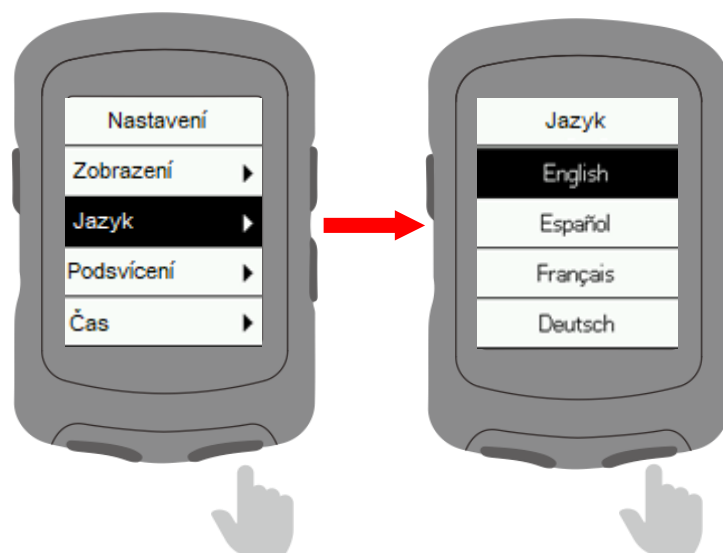 Nastavení
Zobrazení
Jazyk
Podsvícení
Čas
Jazyk
English
Español
Français
Deutsch